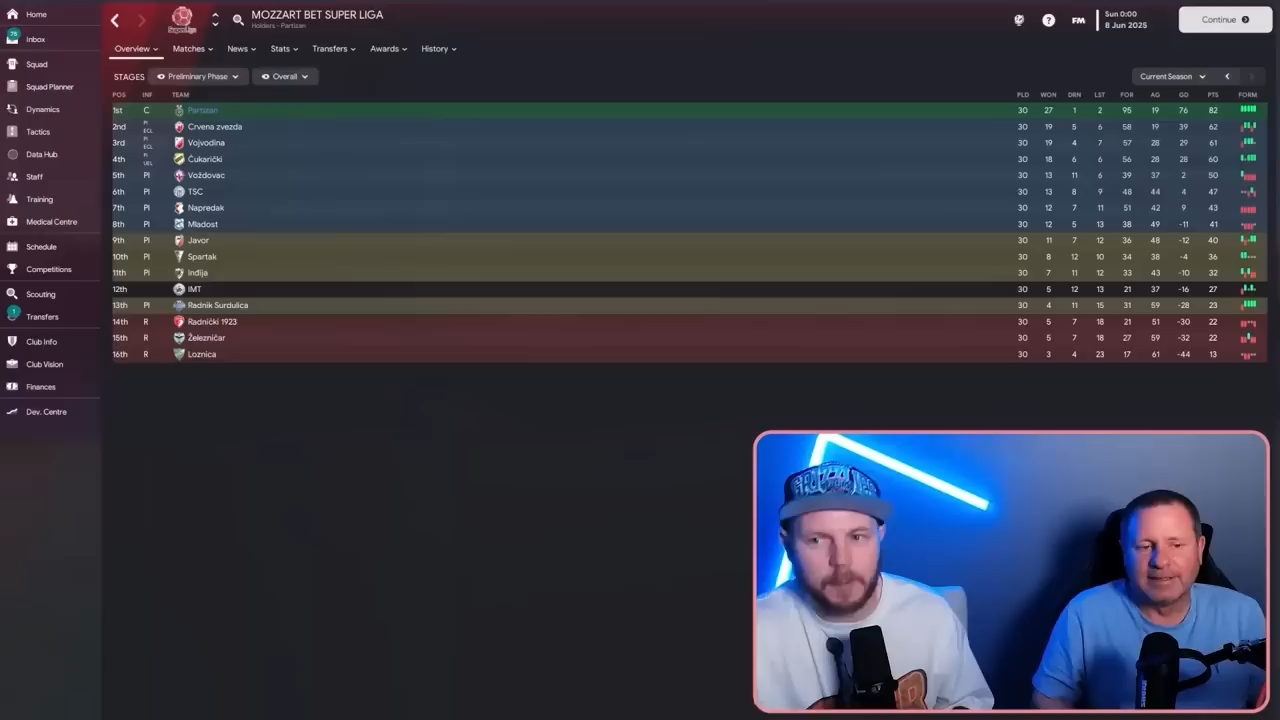 Home
75
Inbox
Squad
Squad Planner
Dynamics
Tactics
Data Hub
Staff
Training
Medical Centre
Schedule
Competitions
Scouting
1
Transfers
Club Info
Club Vision
Finances
Dev. Centre
SuperLiga
MOZZART BET SUPER LIGA
Holders - Partizan
? FM Sun 0:00
8 Jun 2025
Continue
Overview Matches News Stats Transfers Awards History
STAGES Preliminary Phase Overall Current Season
POS INF TEAM PLD WON DRN LST FOR AG GD PTS FORM
1st C Partizan 30 27 1 2 95 19 76 82
2nd PI ECL Crvena zvezda 30 19 5 6 58 19 39 62
3rd PI ECL Vojvodina 30 19 4 7 57 28 29 61
4th PI UEL Čukarički 30 18 6 6 56 28 28 60
5th PI Voždovac 30 13 11 6 39 37 2 50
6th PI TSC 30 13 8 9 48 44 4 47
7th PI Napredak 30 12 7 11 51 42 9 43
8th PI Mladost 30 12 5 13 38 49 -11 41
9th PI Javor 30 11 7 12 36 48 -12 40
10th PI Spartak 30 8 12 10 34 38 -4 36
11th PI Inđija 30 7 11 12 33 43 -10 32
12th IMT 30 5 12 13 21 37 -16 27
13th PI Radnik Surdulica 30 4 11 15 31 59 -28 23
14th R Radnički 1923 30 5 7 18 21 51 -30 22
15th R Železničar 30 5 7 18 27 59 -32 22
16th R Loznica 30 3 4 23 17 61 -44 13